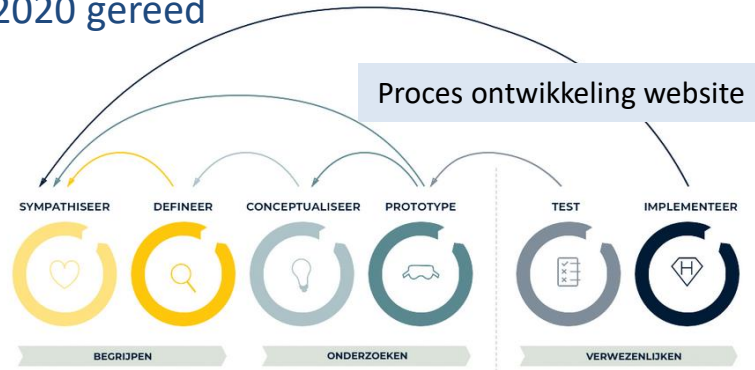 2020 gereed
Proces ontwikkeling website
SYMPATHISEER DEFINEER CONCEPTUALISEER PROTOTYPE TEST IMPLEMENTEER
H
BEGRIJPEN ONDERZOEKEN VERWEZENLIJKEN